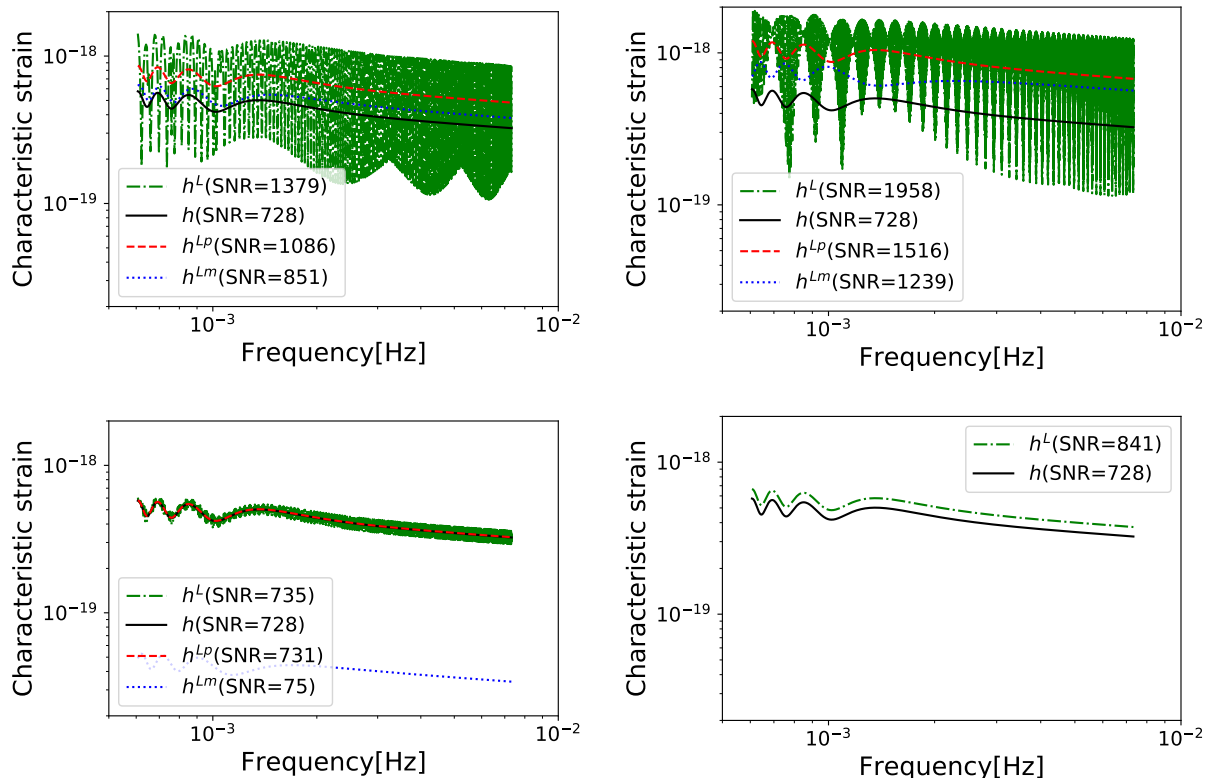 Characteristic strain
10⁻¹⁸
10⁻¹⁹
h^L(SNR=1379)
h(SNR=728)
h^{Lp}(SNR=1086)
h^{Lm}(SNR=851)
10⁻³
10⁻²
Frequency[Hz]
Characteristic strain
10⁻¹⁸
10⁻¹⁹
h^L(SNR=1958)
h(SNR=728)
h^{Lp}(SNR=1516)
h^{Lm}(SNR=1239)
10⁻³
10⁻²
Frequency[Hz]
Characteristic strain
10⁻¹⁸
10⁻¹⁹
h^L(SNR=735)
h(SNR=728)
h^{Lp}(SNR=731)
h^{Lm}(SNR=75)
10⁻³
10⁻²
Frequency[Hz]
Characteristic strain
10⁻¹⁸
10⁻¹⁹
h^L(SNR=841)
h(SNR=728)
10⁻³
10⁻²
Frequency[Hz]